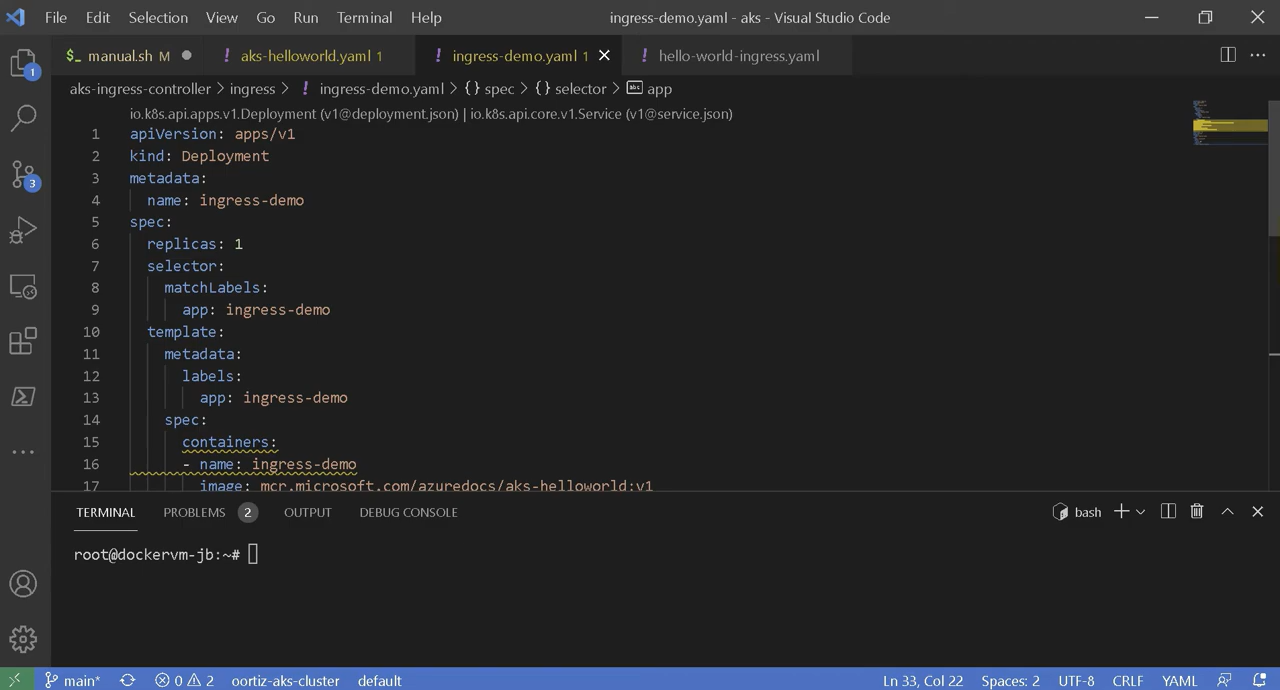 File Edit Selection View Go Run Terminal Help ingress-demo.yaml - aks - Visual Studio Code
$_ manual.sh M ● ! aks-helloworld.yaml 1 ! ingress-demo.yaml 1 ! hello-world-ingress.yaml
aks-ingress-controller > ingress > ! ingress-demo.yaml > {} spec > {} selector > abc app
io.k8s.api.apps.v1.Deployment (v1@deployment.json) | io.k8s.api.core.v1.Service (v1@service.json)
1 apiVersion: apps/v1
2 kind: Deployment
3 metadata:
4 name: ingress-demo
5 spec:
6 replicas: 1
7 selector:
8 matchLabels:
9 app: ingress-demo
10 template:
11 metadata:
12 labels:
13 app: ingress-demo
14 spec:
15 containers:
16 - name: ingress-demo
17 image: mcr.microsoft.com/azuredocs/aks-helloworld:v1
TERMINAL PROBLEMS 2 OUTPUT DEBUG CONSOLE bash
root@dockervm-jb:~#
1
3
main* 0 2 oortiz-aks-cluster default Ln 33, Col 22 Spaces: 2 UTF-8 CRLF YAML